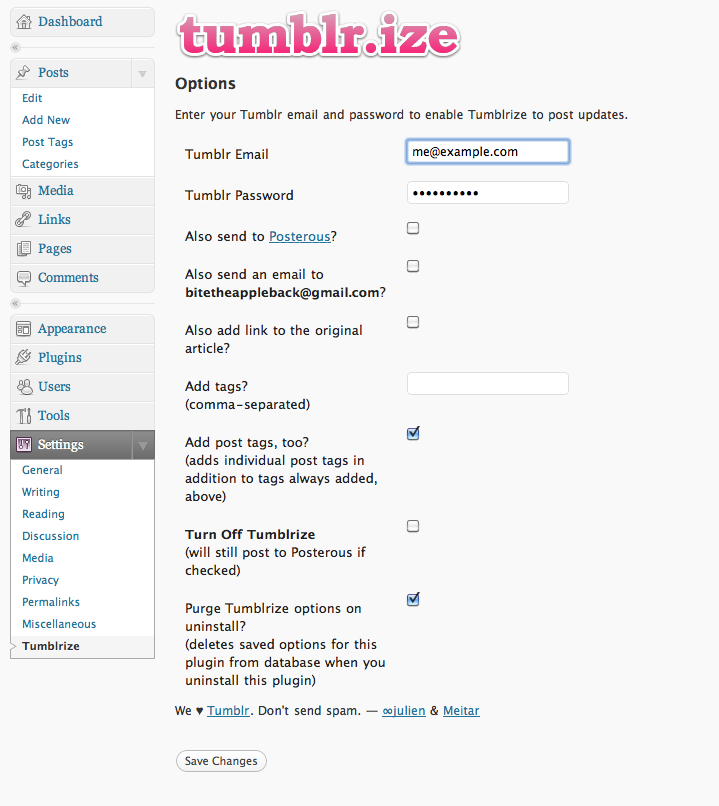 Dashboard
«
Posts
Edit
Add New
Post Tags
Categories
Media
Links
Pages
Comments
«
Appearance
Plugins
Users
Tools
Settings
General
Writing
Reading
Discussion
Media
Privacy
Permalinks
Miscellaneous
Tumblrize
tumblr.ize
Options
Enter your Tumblr email and password to enable Tumblrize to post updates.
Tumblr Email
me@example.com
Tumblr Password
••••••••••
Also send to Posterous?
Also send an email to
bitetheappleback@gmail.com?
Also add link to the original
article?
Add tags?
(comma-separated)
Add post tags, too?
(adds individual post tags in
addition to tags always added,
above)
Turn Off Tumblrize
(will still post to Posterous if
checked)
Purge Tumblrize options on
uninstall?
(deletes saved options for this
plugin from database when you
uninstall this plugin)
We ♥ Tumblr. Don't send spam. — ∞julien & Meitar
Save Changes